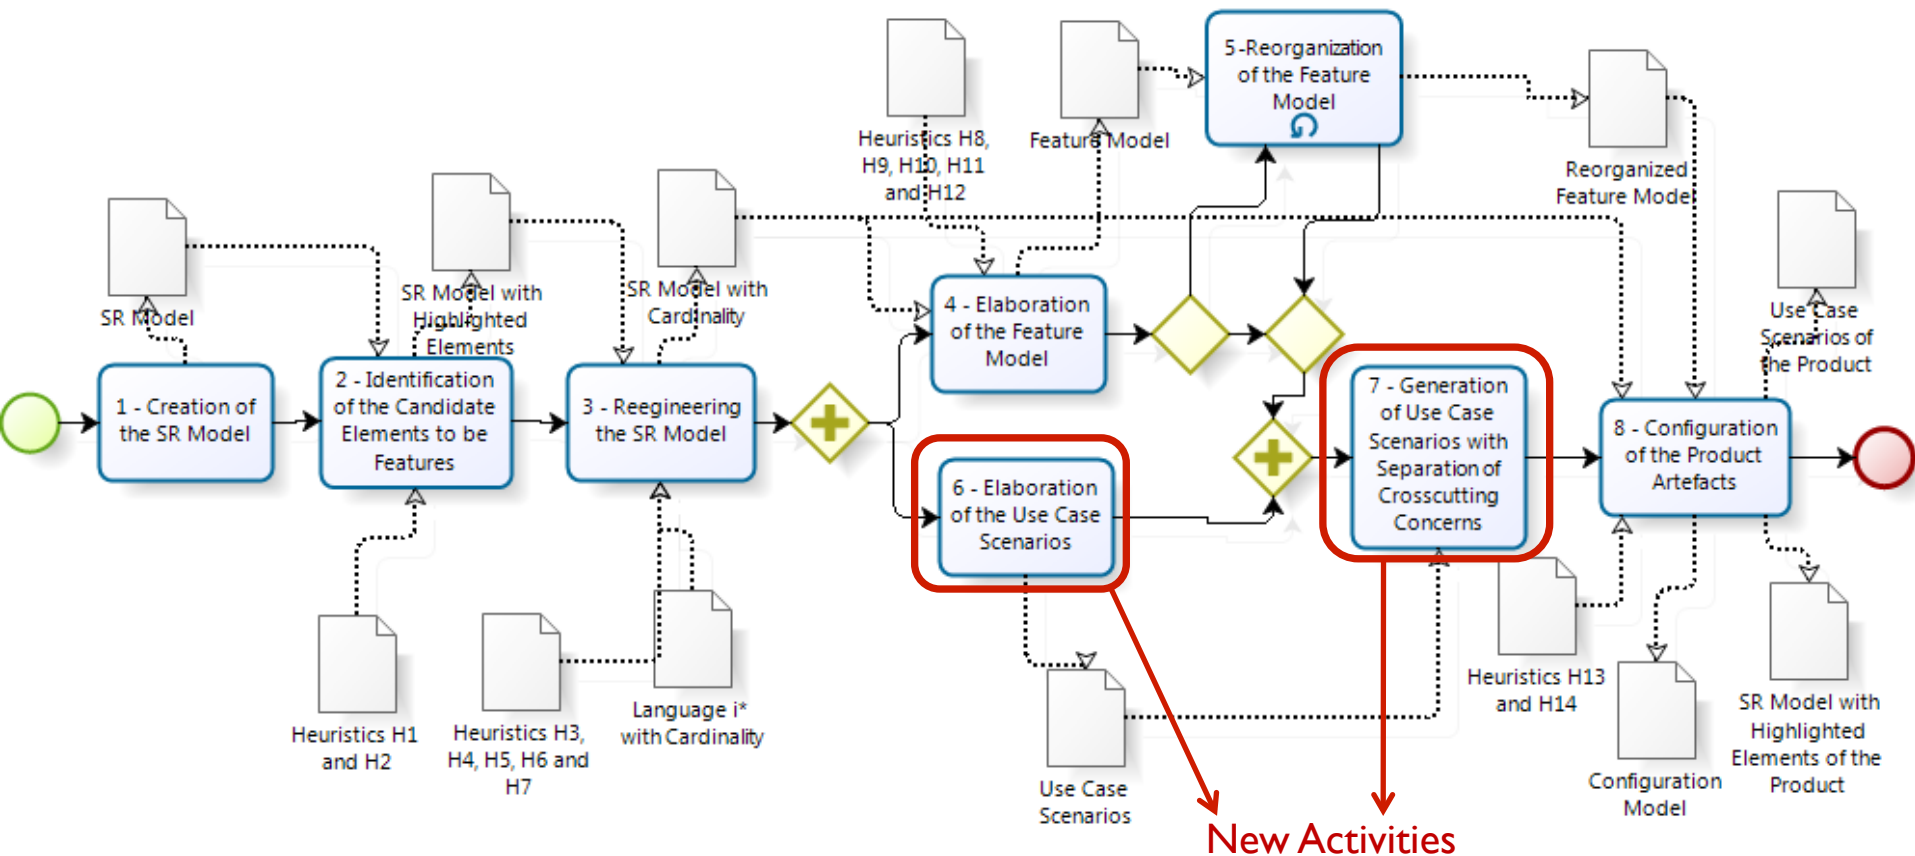 5 -Reorganization
of the Feature
Model
Heuristics H8,
H9, H10, H11
and H12
Feature Model
Reorganized
Feature Model
SR Model
SR Model with
Highlighted
Elements
SR Model with
Cardinality
Use Case
Scenarios of
the Product
1 - Creation of
the SR Model
2 - Identification
of the Candidate
Elements to be
Features
3 - Reegineering
the SR Model
4 - Elaboration
of the Feature
Model
6 - Elaboration
of the Use Case
Scenarios
7 - Generation
of Use Case
Scenarios with
Separation of
Crosscutting
Concerns
8 - Configuration
of the Product
Artefacts
Heuristics H1
and H2
Heuristics H3,
H4, H5, H6 and
H7
Language i*
with Cardinality
Use Case
Scenarios
Heuristics H13
and H14
Configuration
Model
SR Model with
Highlighted
Elements of the
Product
New Activities